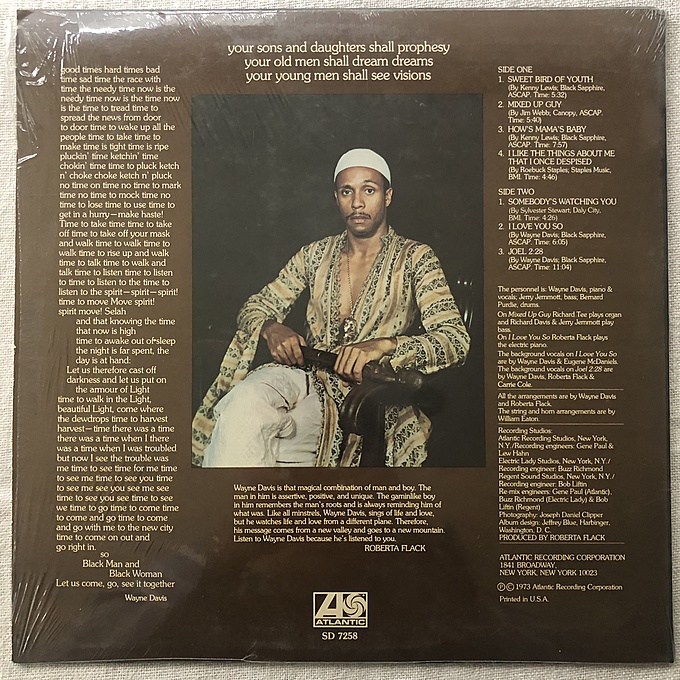 your sons and daughters shall prophesy
your old men shall dream dreams
your young men shall see visions
good times hard times bad
time sad time the race with
time the needy time now is the
needy time now is the time now
is the time to tread time to
spread the news from door
to door time to wake up all the
people time to take time to
make time is tight time is ripe
pluckin' time ketchin' time
chokin' time time to pluck ketch
n' choke choke ketch n' pluck
no time on time no time to mark
time no time to mock time no
time to lose time to use time to
get in a hurry—make haste!
Time to take time time to take
off time to take off your mask
and walk time to walk time to
walk time to rise up and walk
time to talk time to walk and
talk time to listen time to listen
to time to listen to the time to
listen to the spirit—spirit—spirit!
time to move Move spirit!
spirit move! Selah
and that knowing the time
that now is high
time to awake out of sleep
the night is far spent, the
day is at hand:
Let us therefore cast off
darkness and let us put on
the armour of Light
time to walk in the Light,
beautiful Light, come where
the dewdrops time to harvest
harvest—time there was a time
there was a time when I there
was a time when I was troubled
but now I see the trouble was
me time to see time for me time
to see me time to see you time
to see me see you see me see
time to see you see time to see
we time to go time to come time
to come and go time to come
and go with me to the new city
time to come on out and
go right in.
so
Black Man and
Black Woman
Let us come, go, see it together
Wayne Davis
Wayne Davis is that magical combination of man and boy. The
man in him is assertive, positive, and unique. The gaminlike boy
in him remembers the man's roots and is always reminding him of
what was. Like all minstrels, Wayne Davis, sings of life and love,
but he watches life and love from a different plane. Therefore,
his message comes from a new valley and goes to a new mountain.
Listen to Wayne Davis because he's listened to you.
ROBERTA FLACK
ATLANTIC
SD 7258
SIDE ONE
1. SWEET BIRD OF YOUTH
(By Kenny Lewis; Black Sapphire,
ASCAP. Time: 5:32)
2. MIXED UP GUY
(By Jim Webb; Canopy, ASCAP.
Time: 5:40)
3. HOW'S MAMA'S BABY
(By Kenny Lewis; Black Sapphire,
ASCAP. Time: 7:57)
4. I LIKE THE THINGS ABOUT ME
THAT I ONCE DESPISED
(By Roebuck Staples; Staples Music,
BMI. Time: 4:46)
SIDE TWO
1. SOMEBODY'S WATCHING YOU
(By Sylvester Stewart; Daly City,
BMI. Time: 4:26)
2. I LOVE YOU SO
(By Wayne Davis; Black Sapphire,
ASCAP. Time: 6:05)
3. JOEL 2:28
(By Wayne Davis; Black Sapphire,
ASCAP. Time: 11:04)
The personnel is: Wayne Davis, piano &
vocals; Jerry Jemmott, bass; Bernard
Purdie, drums.
On Mixed Up Guy Richard Tee plays organ
and Richard Davis & Jerry Jemmott play
bass.
On I Love You So Roberta Flack plays
the electric piano.
The background vocals on I Love You So
are by Wayne Davis & Eugene McDaniels.
The background vocals on Joel 2:28 are
by Wayne Davis, Roberta Flack &
Carrie Cole.
All the arrangements are by Wayne Davis
and Roberta Flack.
The string and horn arrangements are by
William Eaton.
Recording Studios:
Atlantic Recording Studios, New York,
N.Y./Recording engineers: Gene Paul &
Lew Hahn
Electric Lady Studios, New York, N.Y./
Recording engineer: Buzz Richmond
Regent Sound Studios, New York, N.Y./
Recording engineer: Bob Liftin
Re mix engineers: Gene Paul (Atlantic),
Buzz Richmond (Electric Lady) & Bob
Liftin (Regent)
Photography: Joseph Daniel Clipper
Album design: Jeffrey Blue, Harbinger,
Washington, D. C.
PRODUCED BY ROBERTA FLACK
ATLANTIC RECORDING CORPORATION
1841 BROADWAY,
NEW YORK, NEW YORK 10023
℗© 1973 Atlantic Recording Corporation
Printed in U.S.A.